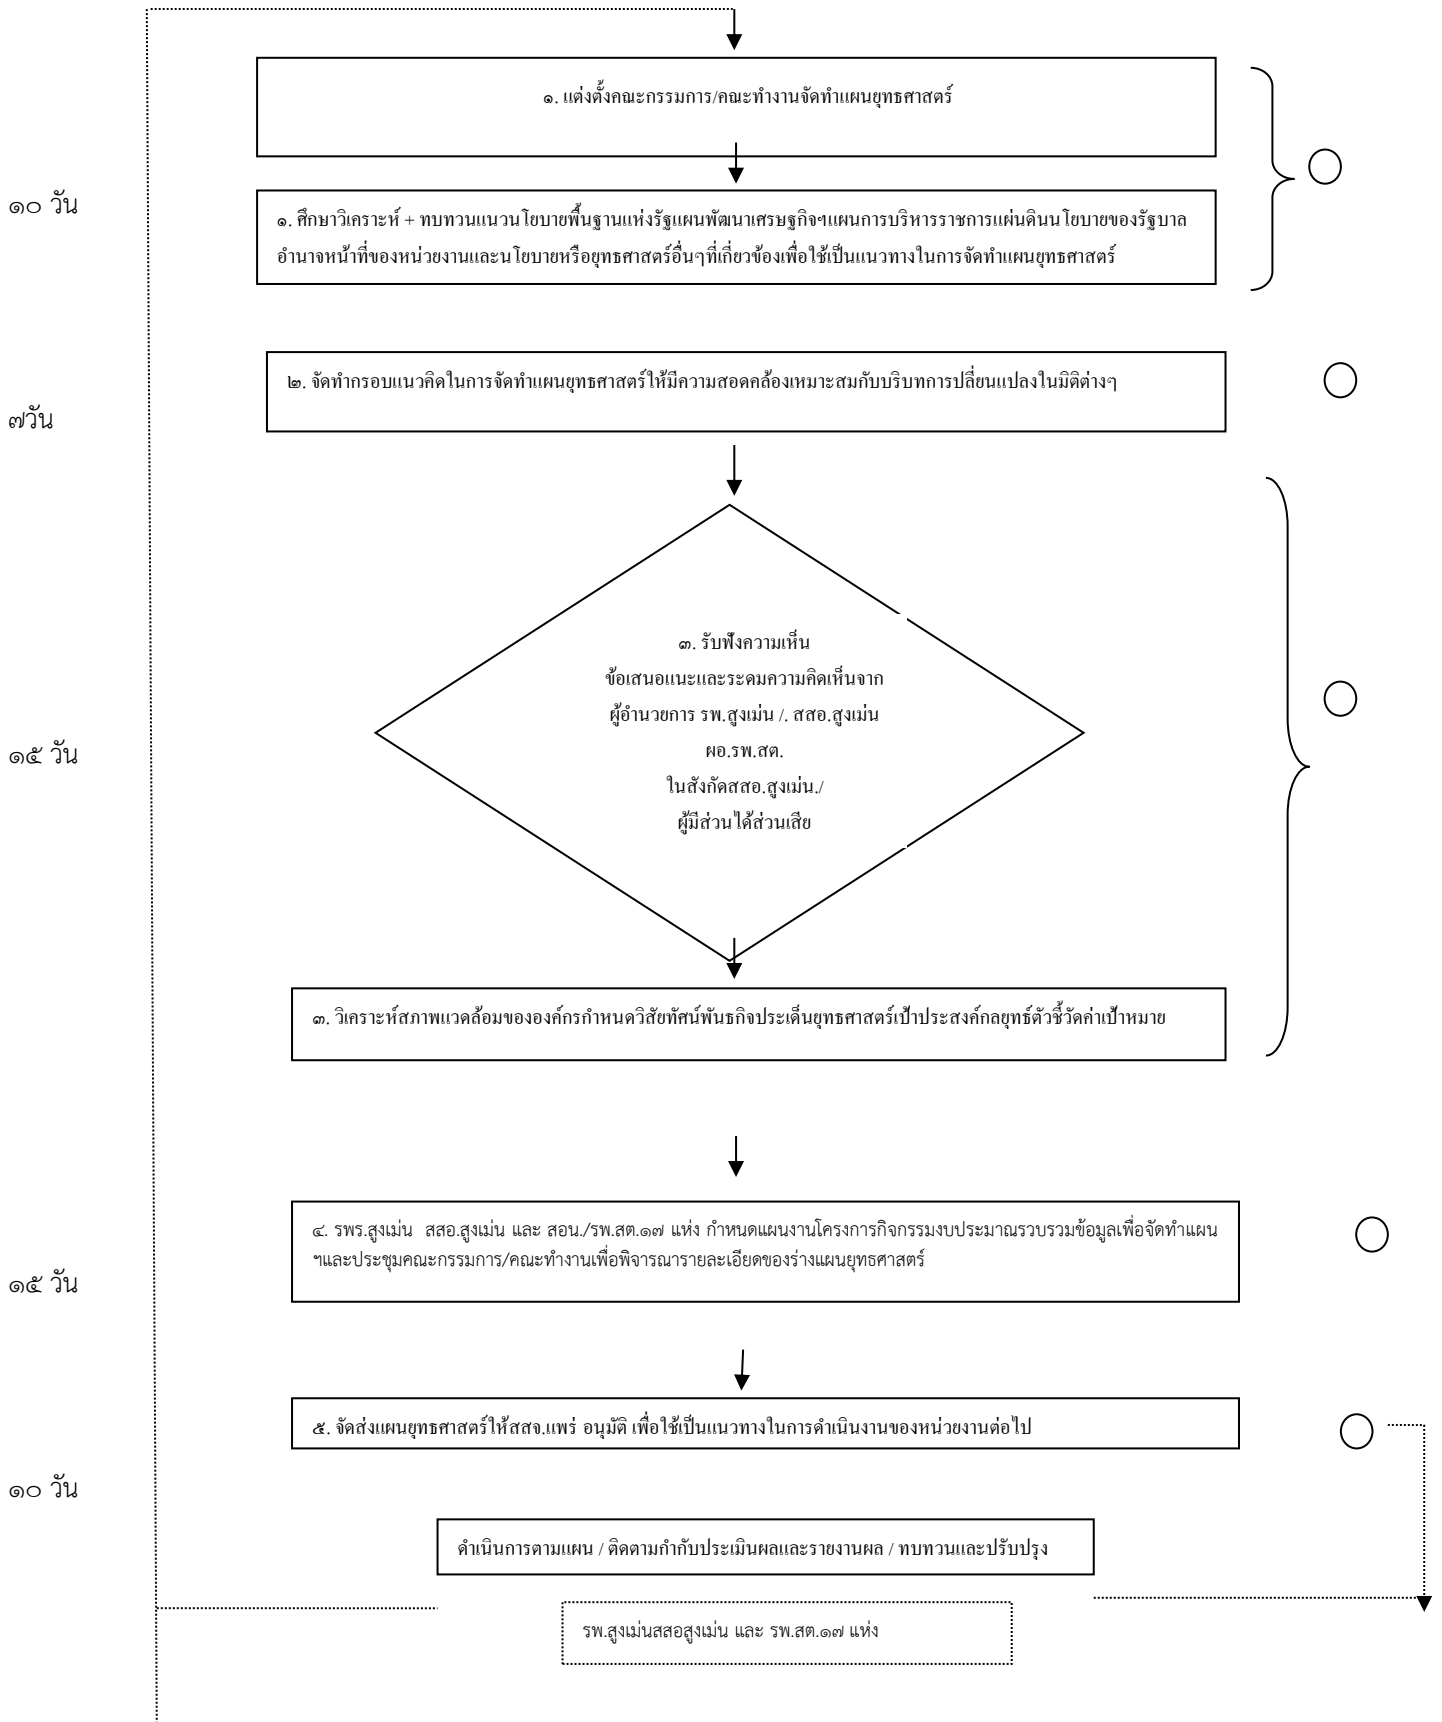 ๑. แต่งตั้งคณะกรรมการ/คณะทำงานจัดทำแผนยุทธศาสตร์
๑๐ วัน
๑. ศึกษาวิเคราะห์ + ทบทวนแนวนโยบายพื้นฐานแห่งรัฐแผนพัฒนาเศรษฐกิจฯแผนการบริหารราชการแผ่นดินนโยบายของรัฐบาล
อำนาจหน้าที่ของหน่วยงานและนโยบายหรือยุทธศาสตร์อื่นๆที่เกี่ยวข้องเพื่อใช้เป็นแนวทางในการจัดทำแผนยุทธศาสตร์
๒. จัดทำกรอบแนวคิดในการจัดทำแผนยุทธศาสตร์ให้มีความสอดคล้องเหมาะสมกับบริบทการเปลี่ยนแปลงในมิติต่างๆ
๗วัน
๓. รับฟังความเห็น
ข้อเสนอแนะและระดมความคิดเห็นจาก
ผู้อำนวยการ รพ.สูงเม่น /. สสอ.สูงเม่น
ผอ.รพ.สต.
ในสังกัดสสอ.สูงเม่น./
ผู้มีส่วนได้ส่วนเสีย
๑๕ วัน
๓. วิเคราะห์สภาพแวดล้อมขององค์กรกำหนดวิสัยทัศน์พันธกิจประเด็นยุทธศาสตร์เป้าประสงค์กลยุทธ์ตัวชี้วัดค่าเป้าหมาย
๔. รพร.สูงเม่น สสอ.สูงเม่น และ สอน./รพ.สต.๑๗ แห่ง กำหนดแผนงานโครงการกิจกรรมงบประมาณรวบรวมข้อมูลเพื่อจัดทำแผน
ฯและประชุมคณะกรรมการ/คณะทำงานเพื่อพิจารณารายละเอียดของร่างแผนยุทธศาสตร์
๑๕ วัน
๕. จัดส่งแผนยุทธศาสตร์ให้สสจ.แพร่ อนุมัติ เพื่อใช้เป็นแนวทางในการดำเนินงานของหน่วยงานต่อไป
๑๐ วัน
ดำเนินการตามแผน / ติดตามกำกับประเมินผลและรายงานผล / ทบทวนและปรับปรุง
รพ.สูงเม่นสสอสูงเม่น และ รพ.สต.๑๗ แห่ง